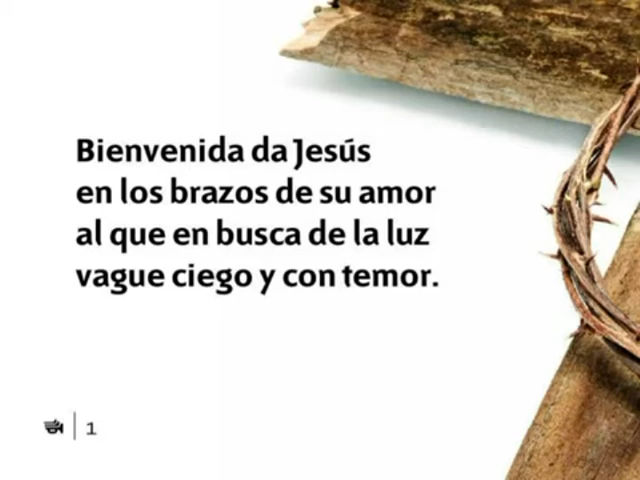 Bienvenida da Jesús
en los brazos de su amor
al que en busca de la luz
vague ciego y con temor.
1